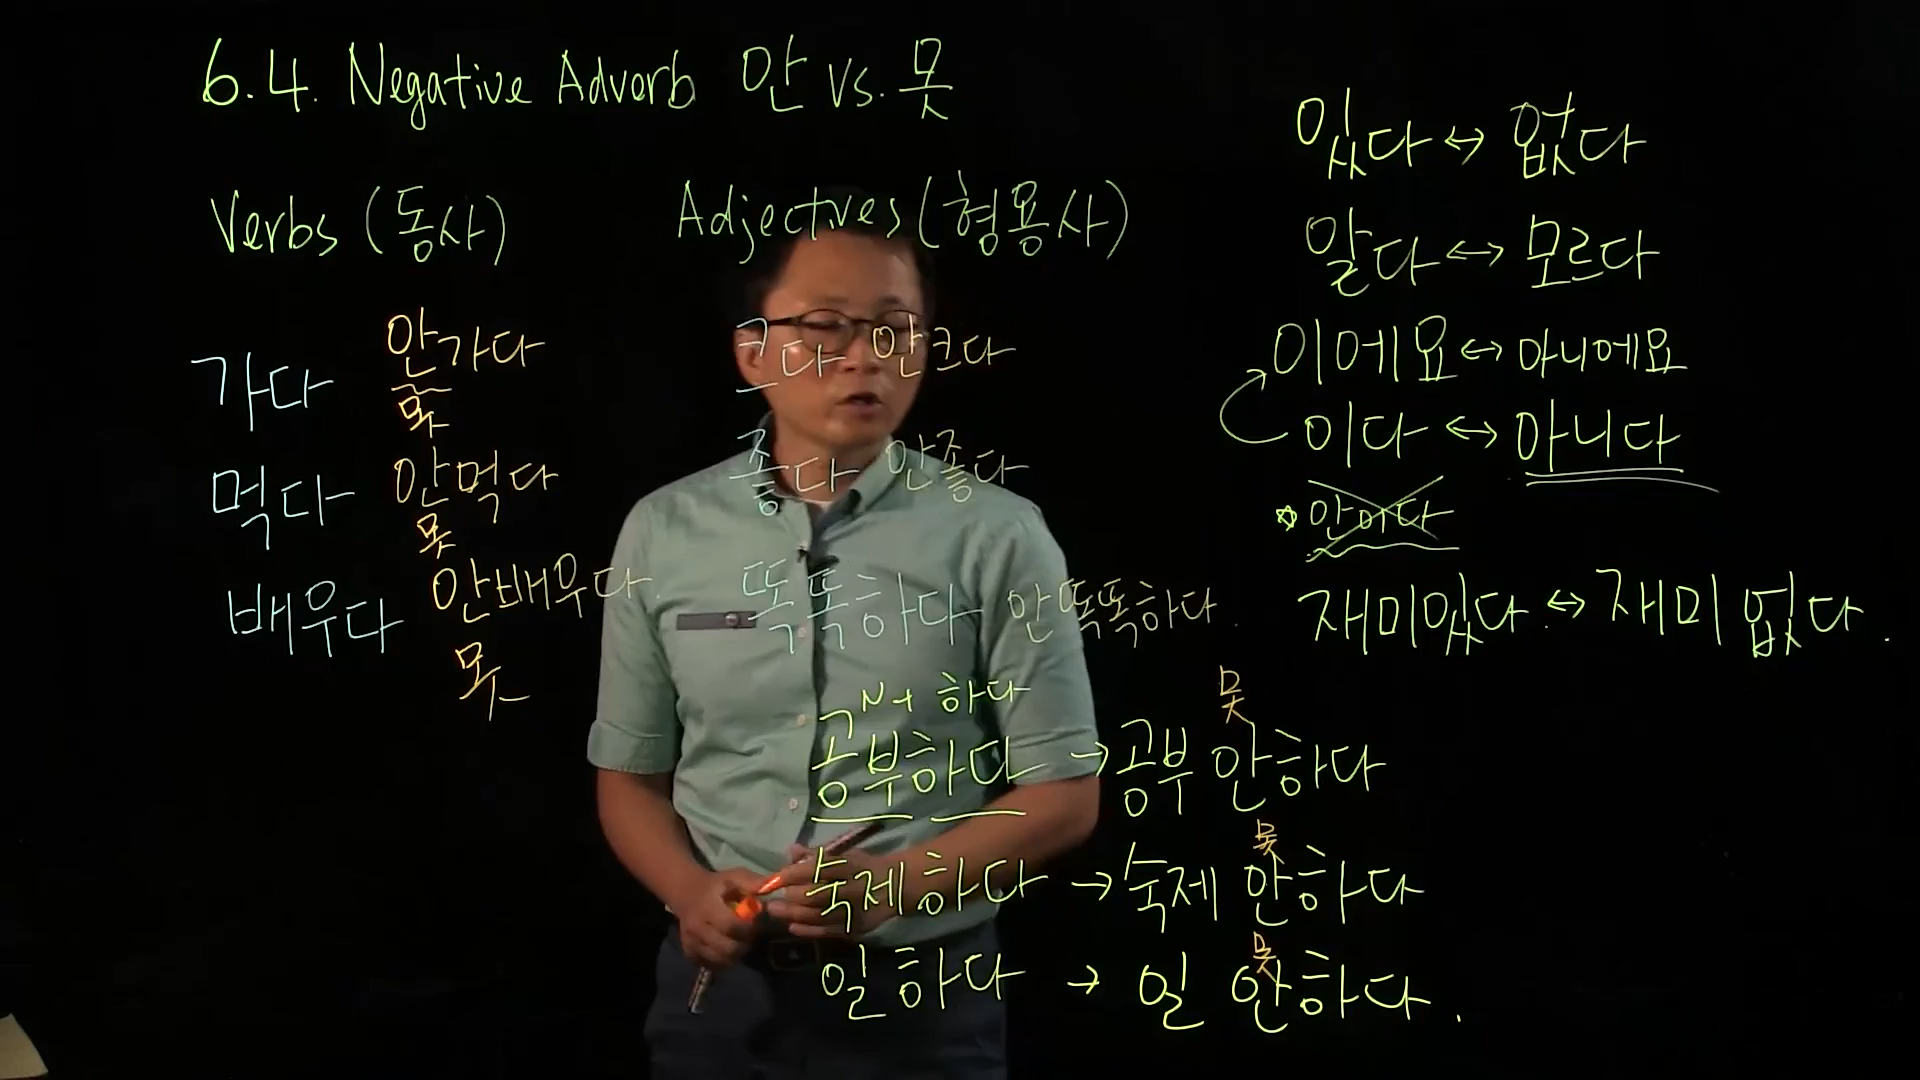 6.4. Negative Adverb 안 vs. 못
Verbs (동사)
가다 안가다
못
먹다 안먹다
못
배우다 안배우다.
못
Adjectives (형용사)
크다 안크다
좋다 안좋다
똑똑하다 안똑똑하다.
N+ 하다
못
공부하다 → 공부 안하다
못
숙제하다 → 숙제 안하다
못
일하다 → 일 안하다.
있다 ↔ 없다
알다 ↔ 모르다
이에요 ↔ 아니에요
이다 ↔ 아니다
☆ 안이다
재미있다 ↔ 재미없다.